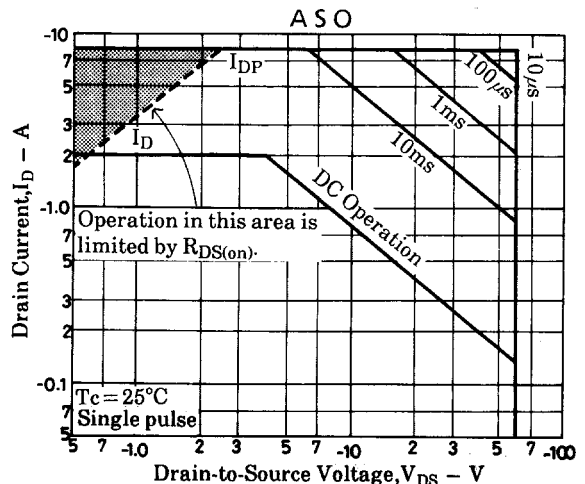 ASO
-10
7
5
3
2
-1.0
7
5
3
2
-0.1
7
5
Drain Current, I_D – A
I_DP
I_D
Operation in this area is
limited by R_DS(on).
DC Operation
10ms
1ms
100µs
-10µs
Tc=25°C
Single pulse
5 7 -1.0 2 3 5 7 -10 2 3 5 7 -100
Drain-to-Source Voltage, V_DS – V